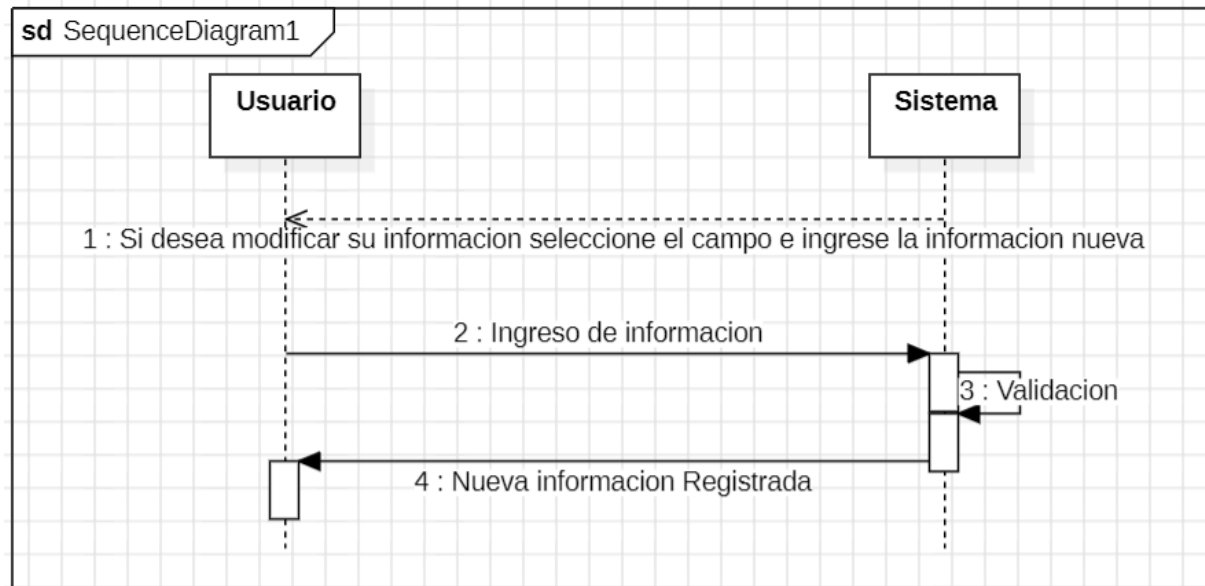 sd SequenceDiagram1
Usuario
Sistema
1 : Si desea modificar su informacion seleccione el campo e ingrese la informacion nueva
2 : Ingreso de informacion
3 : Validacion
4 : Nueva informacion Registrada